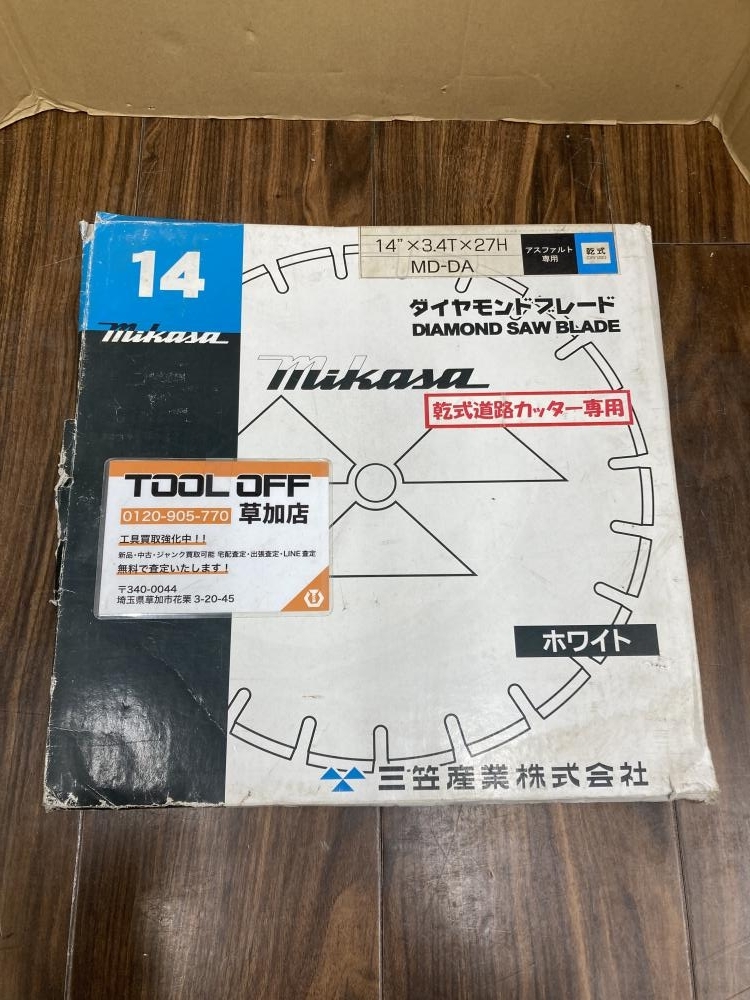 14
mikasa
14"×3.4T×27H
MD-DA
アスファルト
専用
乾式
ダイヤモンドブレード
DIAMOND SAW BLADE
mikasa
乾式道路カッター専用
TOOL OFF
0120-905-770 草加店
工具買取強化中!!
新品・中古・ジャンク買取可能 宅配査定・出張査定・LINE査定
無料で査定いたします!
〒340-0044
埼玉県草加市花栗 3-20-45
ホワイト
三笠産業株式会社